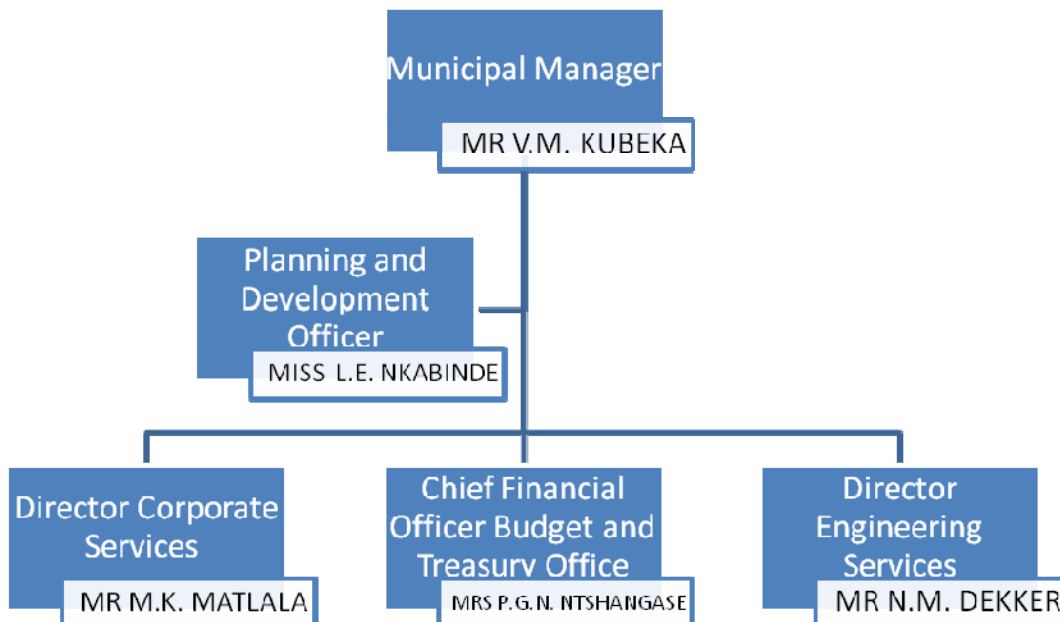 Municipal Manager
MR V.M. KUBEKA
Planning and
Development
Officer
MISS L.E. NKABINDE
Director Corporate
Services
MR M.K. MATLALA
Chief Financial
Officer Budget and
Treasury Office
MRS P.G.N. NTSHANGASE
Director
Engineering
Services
MR N.M. DEKKER